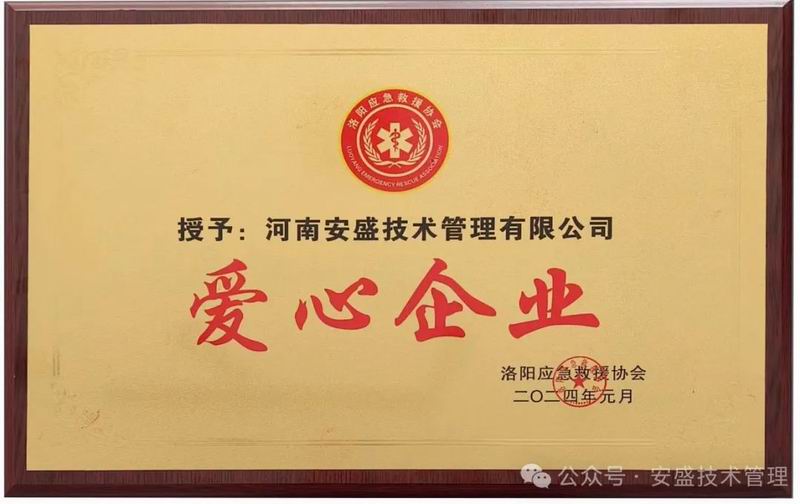 洛阳应急救援协会
LUOYANG EMERGENCY RESCUE ASSOCIATION
授予：河南安盛技术管理有限公司
爱心企业
洛阳应急救援协会
二〇二四年元月
公众号·安盛技术管理